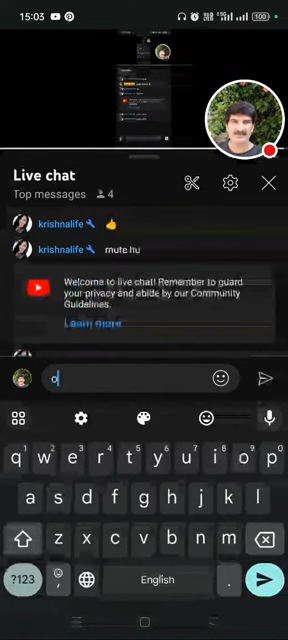 15:03
100
Live chat
Top messages 4
krishnalife 👍
krishnalife mute hu
Welcome to live chat! Remember to guard
your privacy and abide by our Community
Guidelines.
Learn more
o
q w e r t y u i o p
a s d f g h j k l
z x c v b n m
?123 , English .